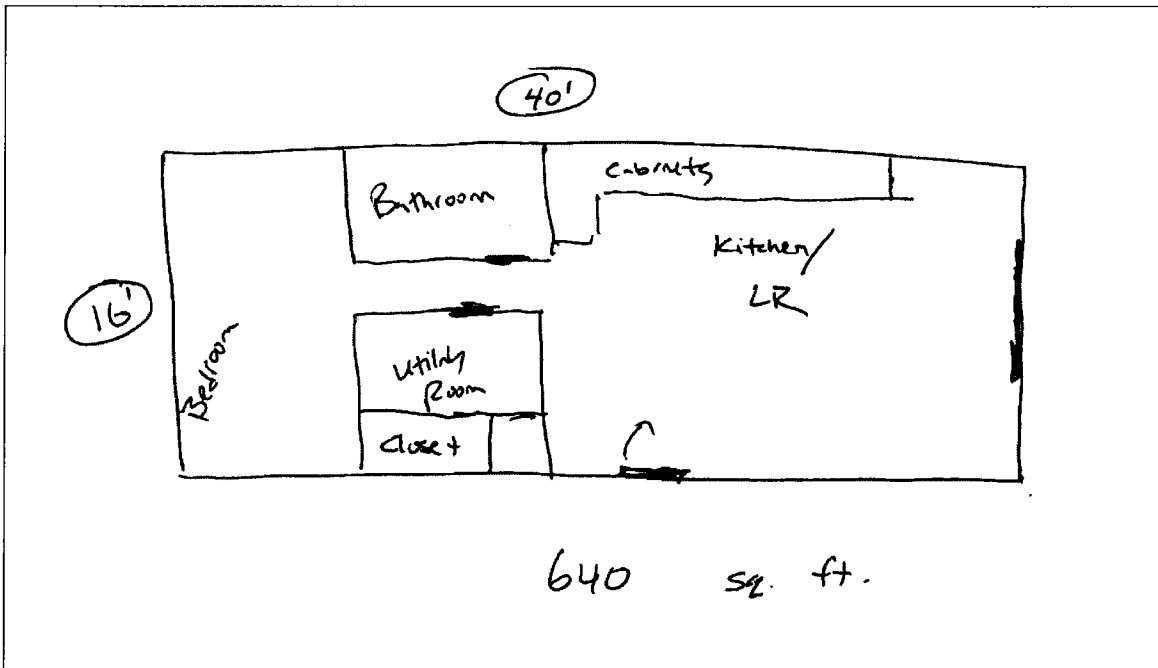 40'
Cabinets
Bathroom
Kitchen/
LR
16'
Bedroom
Utility
Room
Closet
640 sq. ft.